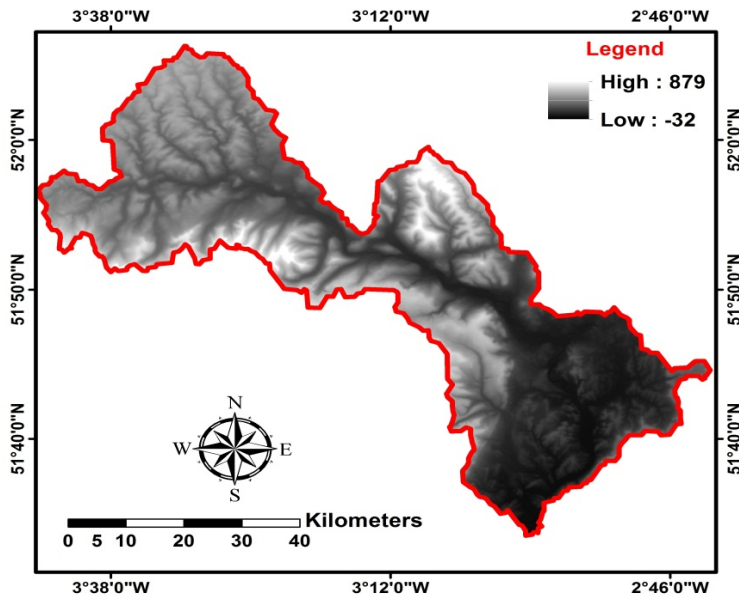 3°38'0"W 3°12'0"W 2°46'0"W
Legend
High : 879
Low : -32
52°0'0"N 52°0'0"N
51°50'0"N 51°50'0"N
51°40'0"N 51°40'0"N
N
W E
S
Kilometers
0 5 10 20 30 40
3°38'0"W 3°12'0"W 2°46'0"W